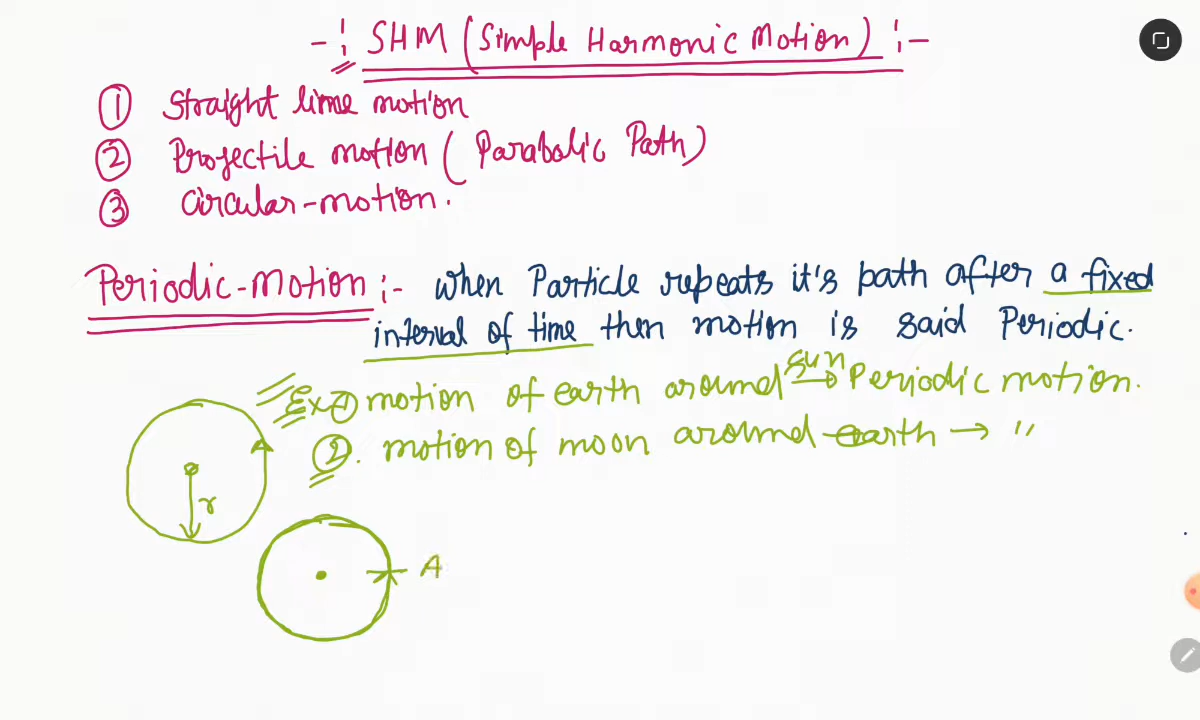 -: SHM (Simple Harmonic Motion) :-
① Straight line motion
② Projectile motion (Parabolic Path)
③ Circular-motion.
Periodic-Motion :- when Particle repeats it's path after a fixed
interval of time then motion is said Periodic.
Ex ① motion of earth around sun → Periodic motion.
②. motion of moon around earth → "
r
A